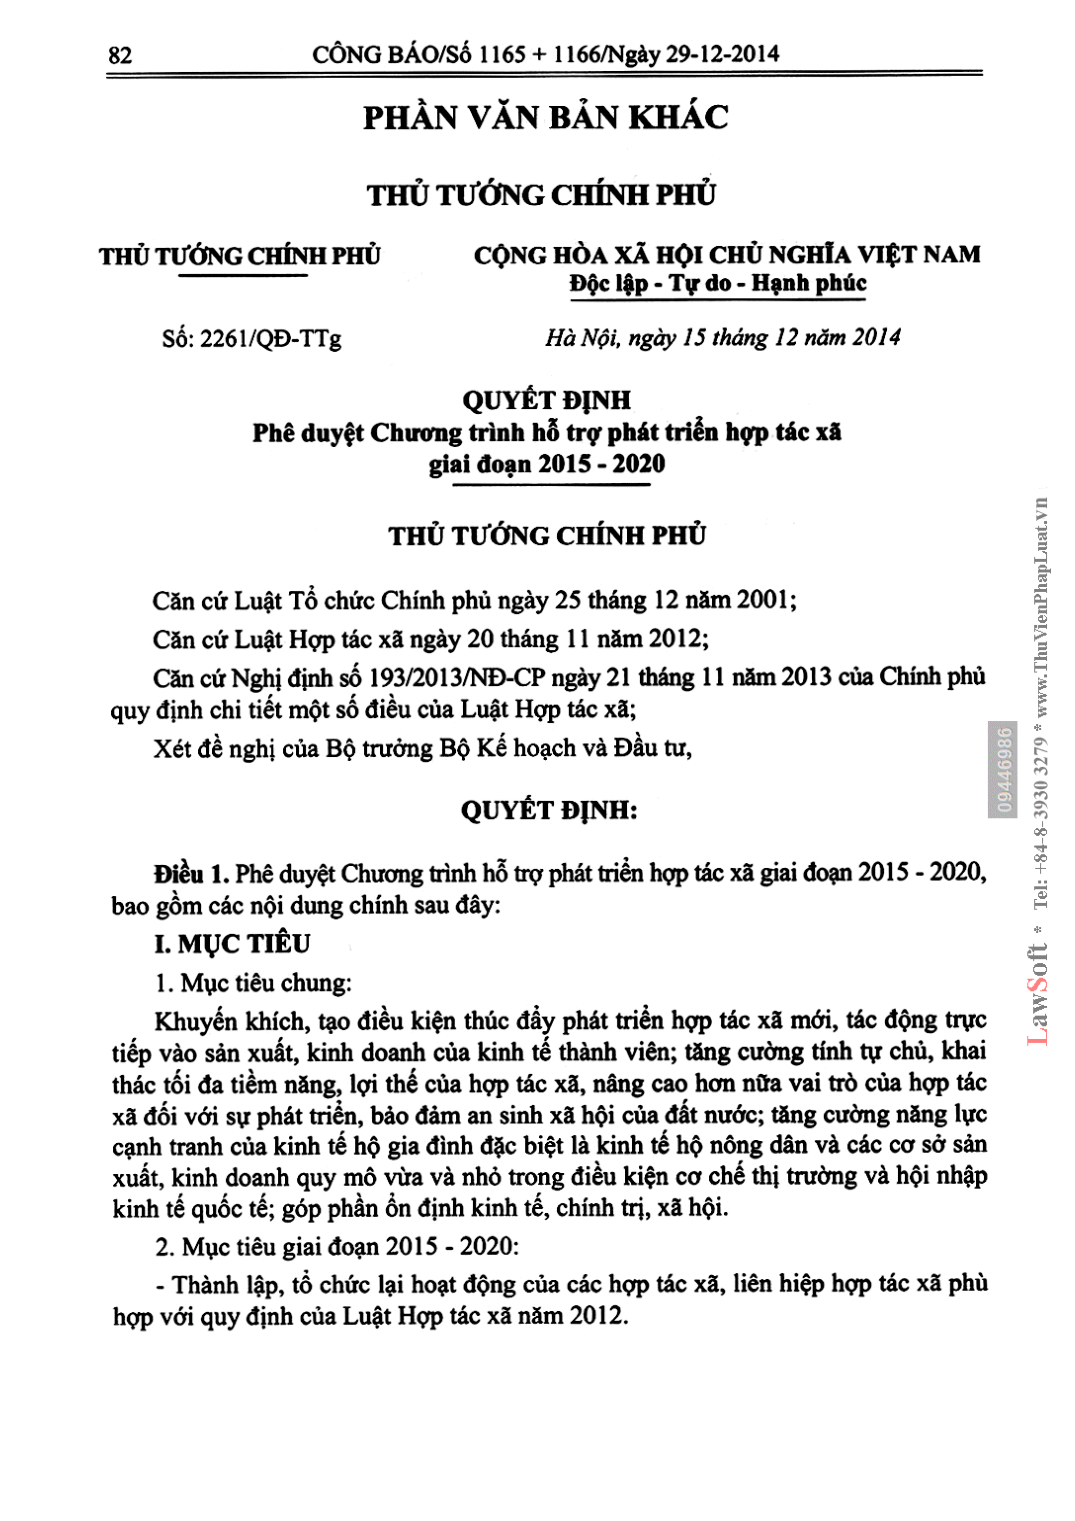 82
CÔNG BÁO/Số 1165 + 1166/Ngày 29-12-2014
PHẦN VĂN BẢN KHÁC
THỦ TƯỚNG CHÍNH PHỦ
THỦ TƯỚNG CHÍNH PHỦ
CỘNG HÒA XÃ HỘI CHỦ NGHĨA VIỆT NAM
Độc lập - Tự do - Hạnh phúc
Số: 2261/QĐ-TTg
Hà Nội, ngày 15 tháng 12 năm 2014
QUYẾT ĐỊNH
Phê duyệt Chương trình hỗ trợ phát triển hợp tác xã
giai đoạn 2015 - 2020
THỦ TƯỚNG CHÍNH PHỦ
Căn cứ Luật Tổ chức Chính phủ ngày 25 tháng 12 năm 2001;
Căn cứ Luật Hợp tác xã ngày 20 tháng 11 năm 2012;
Căn cứ Nghị định số 193/2013/NĐ-CP ngày 21 tháng 11 năm 2013 của Chính phủ
quy định chi tiết một số điều của Luật Hợp tác xã;
Xét đề nghị của Bộ trưởng Bộ Kế hoạch và Đầu tư,
QUYẾT ĐỊNH:
Điều 1. Phê duyệt Chương trình hỗ trợ phát triển hợp tác xã giai đoạn 2015 - 2020,
bao gồm các nội dung chính sau đây:
I. MỤC TIÊU
1. Mục tiêu chung:
Khuyến khích, tạo điều kiện thúc đẩy phát triển hợp tác xã mới, tác động trực
tiếp vào sản xuất, kinh doanh của kinh tế thành viên; tăng cường tính tự chủ, khai
thác tối đa tiềm năng, lợi thế của hợp tác xã, nâng cao hơn nữa vai trò của hợp tác
xã đối với sự phát triển, bảo đảm an sinh xã hội của đất nước; tăng cường năng lực
cạnh tranh của kinh tế hộ gia đình đặc biệt là kinh tế hộ nông dân và các cơ sở sản
xuất, kinh doanh quy mô vừa và nhỏ trong điều kiện cơ chế thị trường và hội nhập
kinh tế quốc tế; góp phần ổn định kinh tế, chính trị, xã hội.
2. Mục tiêu giai đoạn 2015 - 2020:
- Thành lập, tổ chức lại hoạt động của các hợp tác xã, liên hiệp hợp tác xã phù
hợp với quy định của Luật Hợp tác xã năm 2012.
09446986
LawSoft * Tel: +84-8-3930 3279 * www.ThuVienPhapLuat.vn